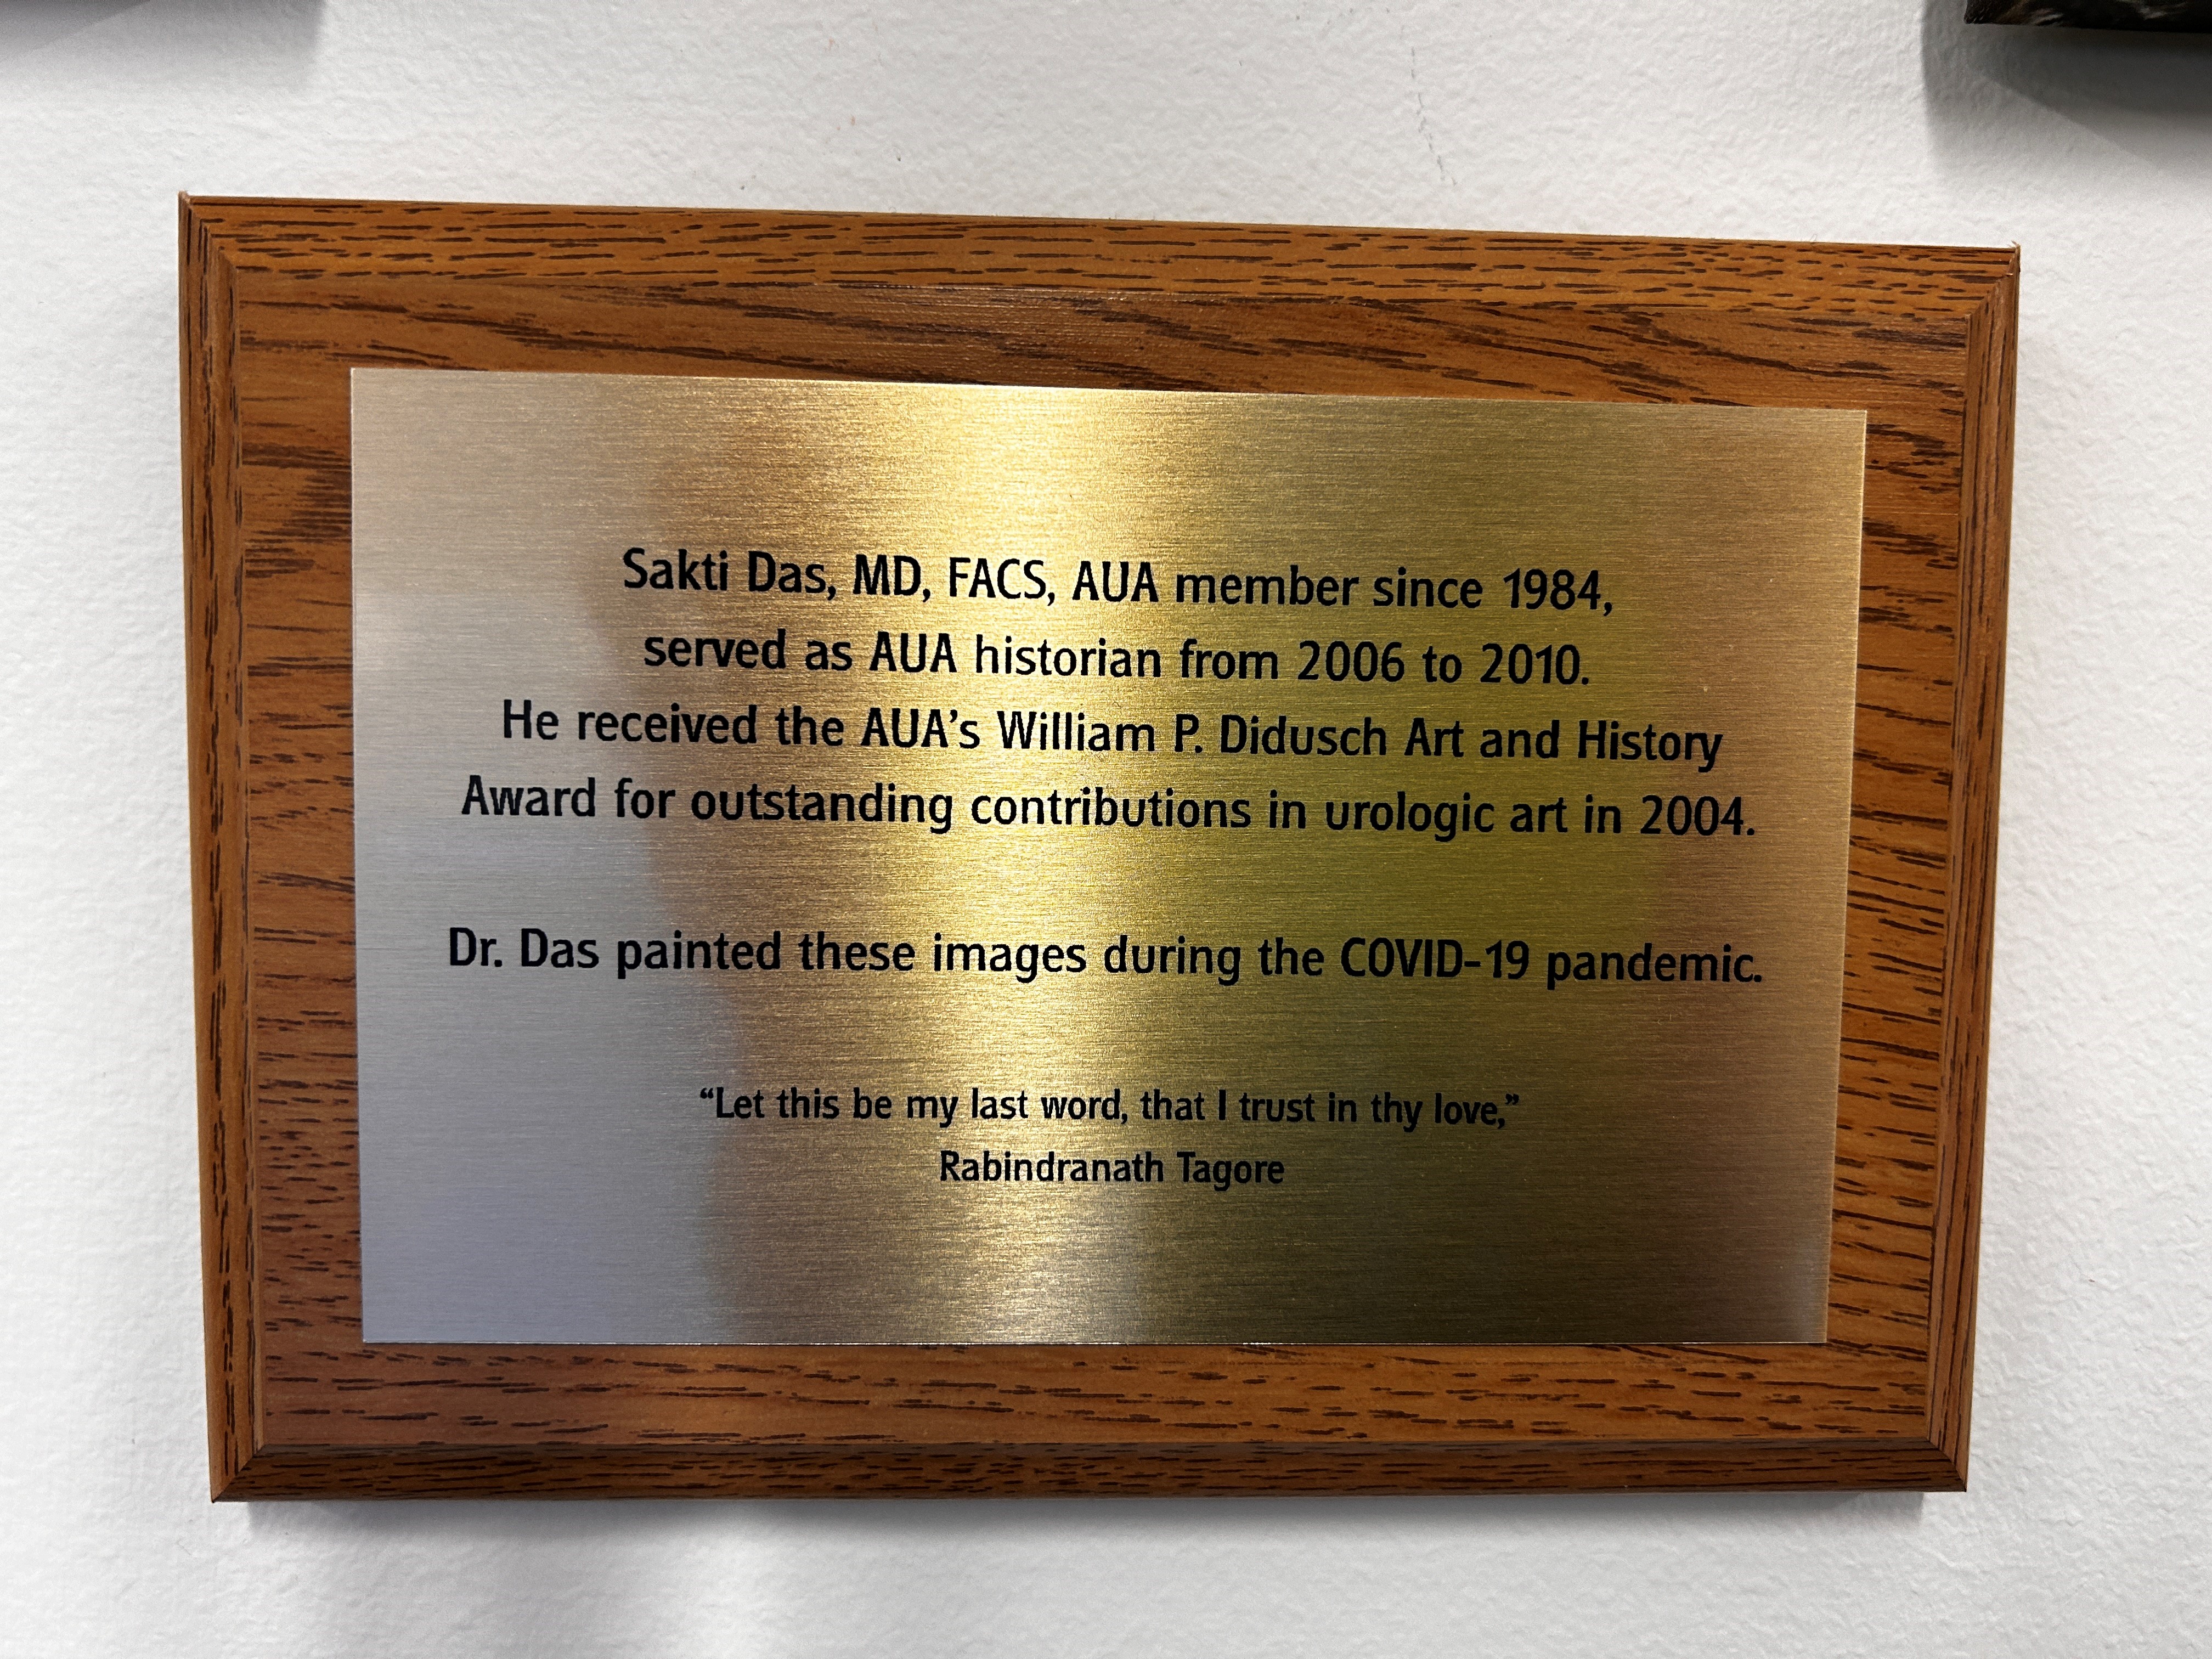 Sakti Das, MD, FACS, AUA member since 1984,
served as AUA historian from 2006 to 2010.
He received the AUA’s William P. Didusch Art and History
Award for outstanding contributions in urologic art in 2004.
Dr. Das painted these images during the COVID-19 pandemic.
“Let this be my last word, that I trust in thy love,”
Rabindranath Tagore